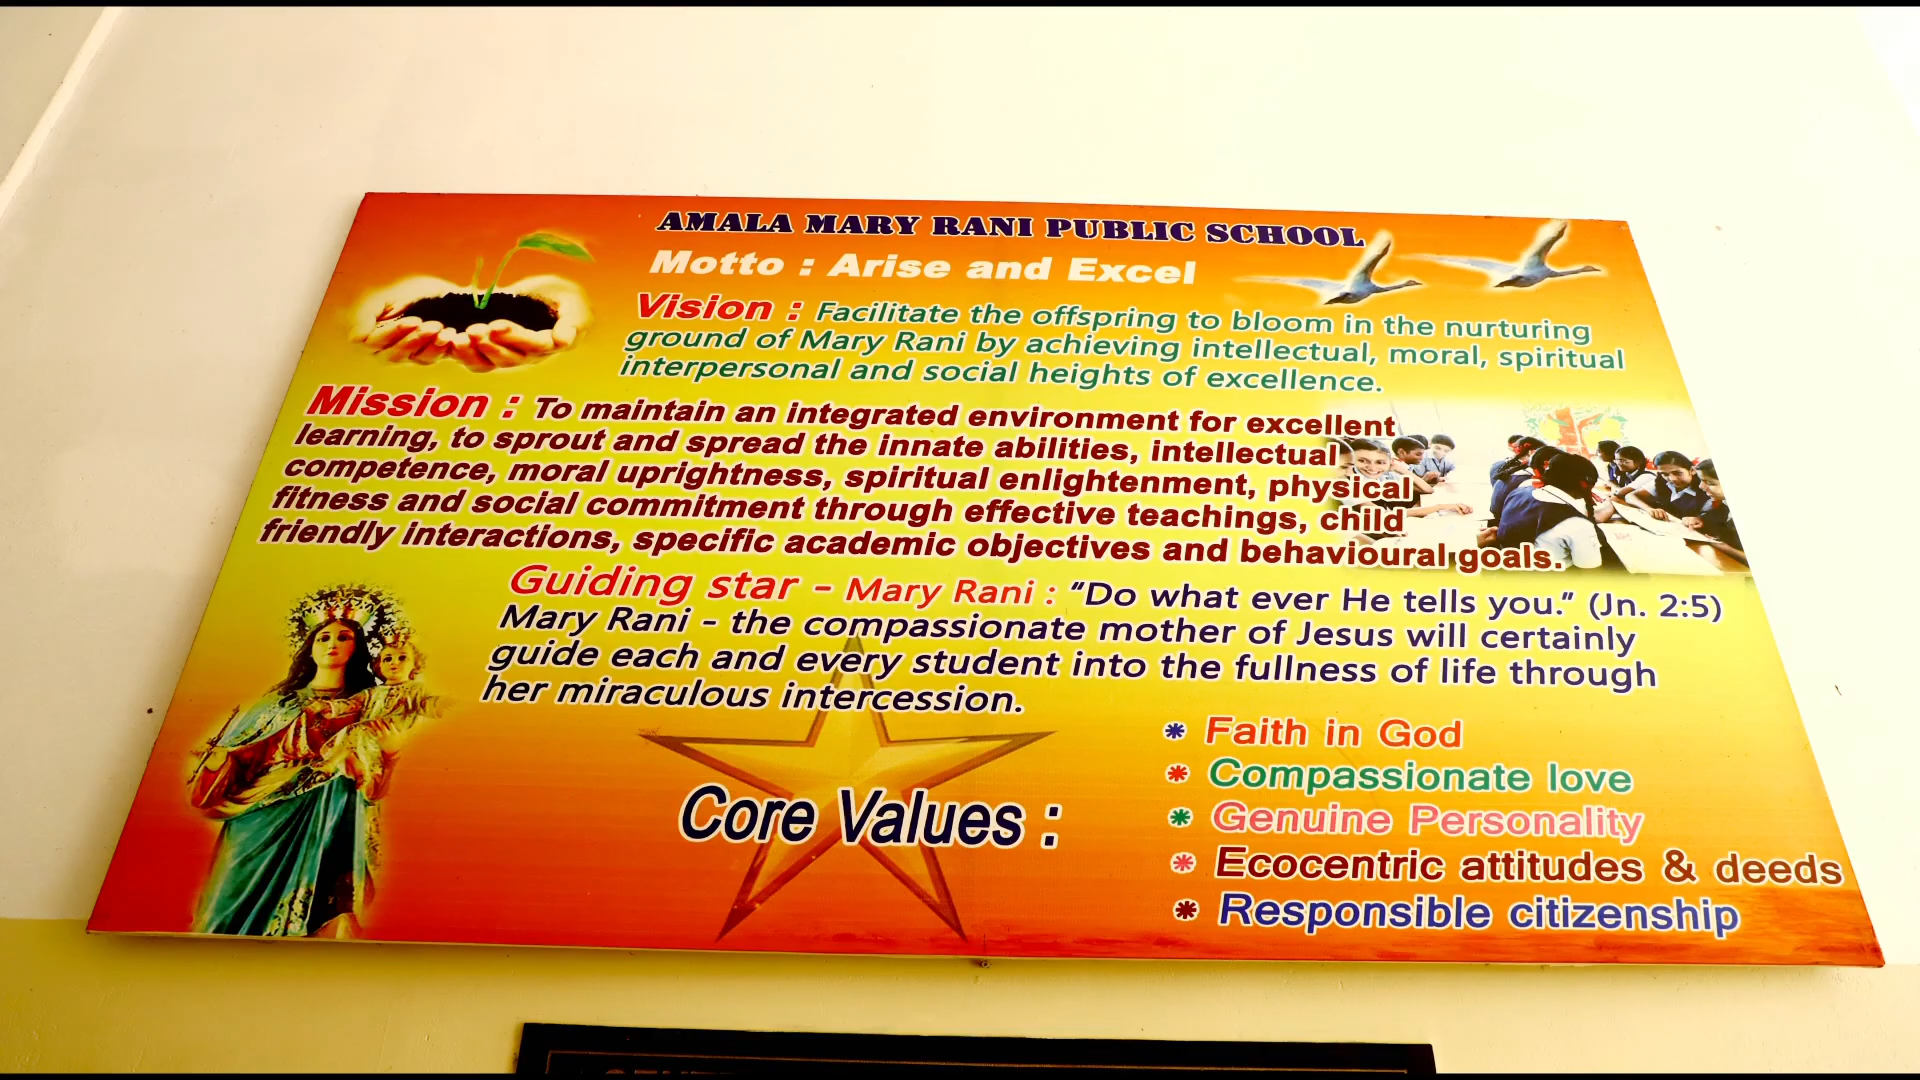 AMALA MARY RANI PUBLIC SCHOOL
Motto : Arise and Excel
Vision : Facilitate the offspring to bloom in the nurturing
ground of Mary Rani by achieving intellectual, moral, spiritual
interpersonal and social heights of excellence.
Mission : To maintain an integrated environment for excellent
learning, to sprout and spread the innate abilities, intellectual
competence, moral uprightness, spiritual enlightenment, physical
fitness and social commitment through effective teachings, child
friendly interactions, specific academic objectives and behavioural goals.
Guiding star - Mary Rani : "Do what ever He tells you." (Jn. 2:5)
Mary Rani - the compassionate mother of Jesus will certainly
guide each and every student into the fullness of life through
her miraculous intercession.
Core Values :
* Faith in God
* Compassionate love
* Genuine Personality
* Ecocentric attitudes & deeds
* Responsible citizenship